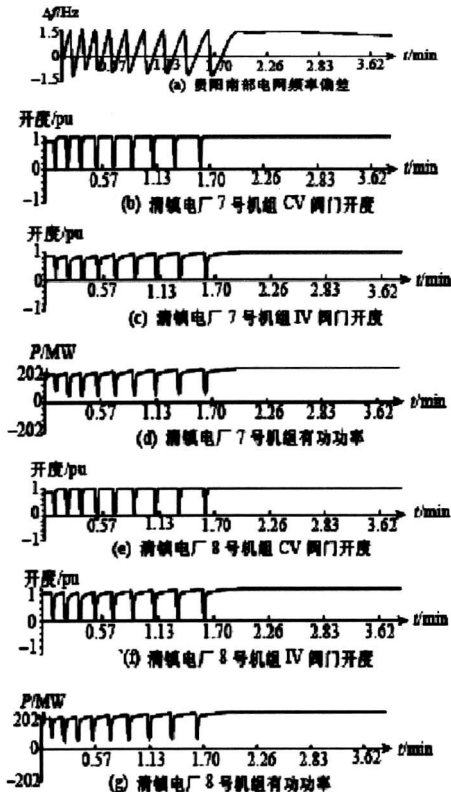 Δf/Hz
1.5
0
-1.5
0.57 1.13 1.70 2.26 2.83 3.62 t/min
(a) 贵阳南部电网频率偏差
开度/pu
1
0
-1
0.57 1.13 1.70 2.26 2.83 3.62 t/min
(b) 清镇电厂 7 号机组 CV 阀门开度
开度/pu
1
0
-1
0.57 1.13 1.70 2.26 2.83 3.62 t/min
(c) 清镇电厂 7 号机组 IV 阀门开度
P/MW
202
0
-202
0.57 1.13 1.70 2.26 2.83 3.62 t/min
(d) 清镇电厂 7 号机组有功功率
开度/pu
1
0
-1
0.57 1.13 1.70 2.26 2.83 3.62 t/min
(e) 清镇电厂 8 号机组 CV 阀门开度
开度/pu
1
0
-1
0.57 1.13 1.70 2.26 2.83 3.62 t/min
(f) 清镇电厂 8 号机组 IV 阀门开度
P/MW
202
0
-202
0.57 1.13 1.70 2.26 2.83 3.62 t/min
(g) 清镇电厂 8 号机组有功功率